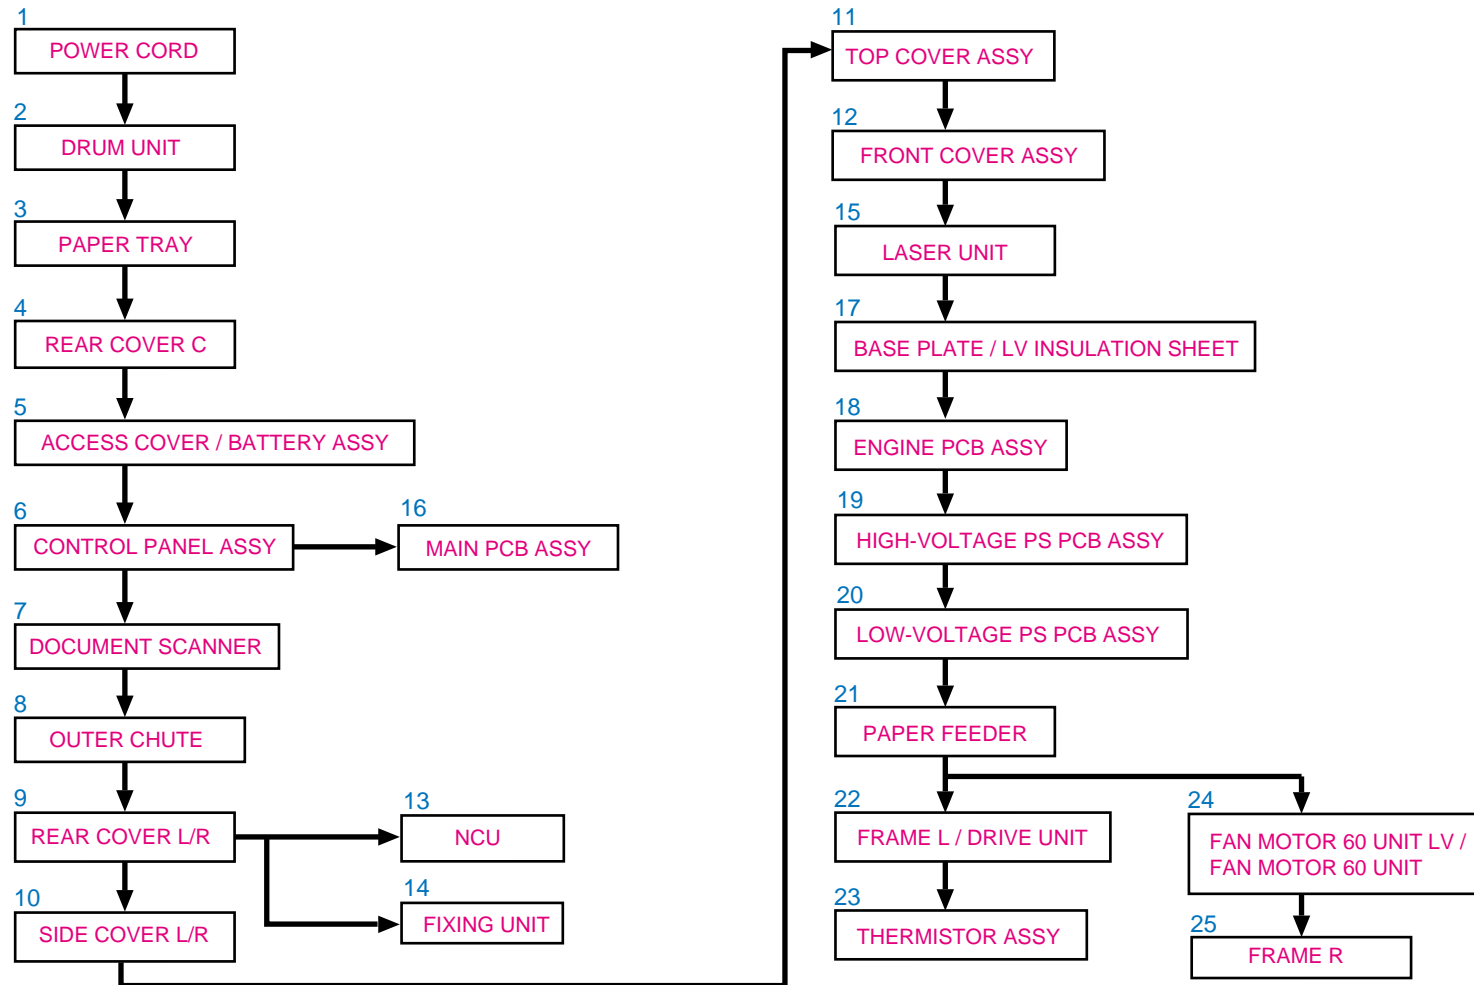 1
POWER CORD
2
DRUM UNIT
3
PAPER TRAY
4
REAR COVER C
5
ACCESS COVER / BATTERY ASSY
6
CONTROL PANEL ASSY
16
MAIN PCB ASSY
7
DOCUMENT SCANNER
8
OUTER CHUTE
9
REAR COVER L/R
13
NCU
14
FIXING UNIT
10
SIDE COVER L/R
11
TOP COVER ASSY
12
FRONT COVER ASSY
15
LASER UNIT
17
BASE PLATE / LV INSULATION SHEET
18
ENGINE PCB ASSY
19
HIGH-VOLTAGE PS PCB ASSY
20
LOW-VOLTAGE PS PCB ASSY
21
PAPER FEEDER
22
FRAME L / DRIVE UNIT
23
THERMISTOR ASSY
24
FAN MOTOR 60 UNIT LV /
FAN MOTOR 60 UNIT
25
FRAME R